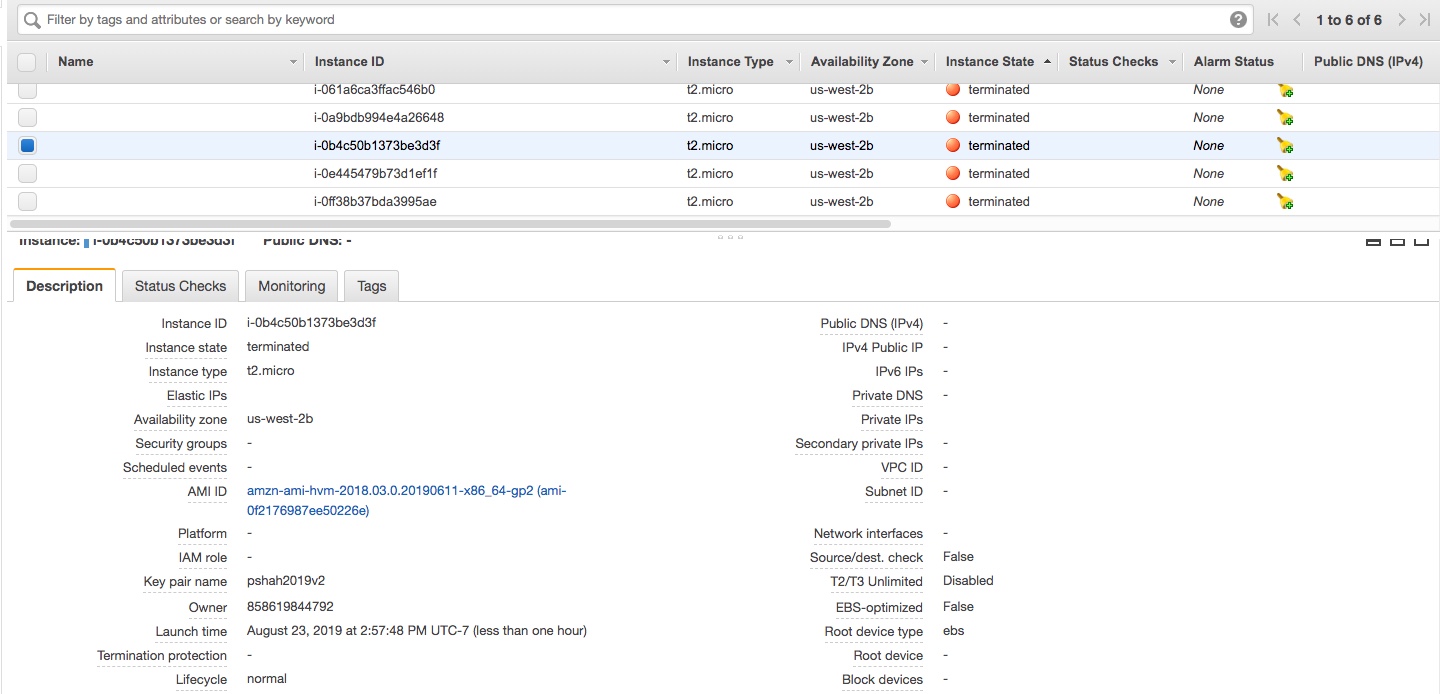 Filter by tags and attributes or search by keyword
1 to 6 of 6
Name Instance ID Instance Type Availability Zone Instance State Status Checks Alarm Status Public DNS (IPv4)
i-061a6ca3ffac546b0 t2.micro us-west-2b terminated None
i-0a9bdb994e4a26648 t2.micro us-west-2b terminated None
i-0b4c50b1373be3d3f t2.micro us-west-2b terminated None
i-0e445479b73d1ef1f t2.micro us-west-2b terminated None
i-0ff38b37bda3995ae t2.micro us-west-2b terminated None
Instance: i-0b4c50b1373be3d3f Public DNS: -
Description Status Checks Monitoring Tags
Instance ID i-0b4c50b1373be3d3f
Instance state terminated
Instance type t2.micro
Elastic IPs
Availability zone us-west-2b
Security groups -
Scheduled events -
AMI ID amzn-ami-hvm-2018.03.0.20190611-x86_64-gp2 (ami-
0f2176987ee50226e)
Platform -
IAM role -
Key pair name pshah2019v2
Owner 858619844792
Launch time August 23, 2019 at 2:57:48 PM UTC-7 (less than one hour)
Termination protection -
Lifecycle normal
Public DNS (IPv4) -
IPv4 Public IP -
IPv6 IPs -
Private DNS -
Private IPs -
Secondary private IPs -
VPC ID -
Subnet ID -
Network interfaces -
Source/dest. check False
T2/T3 Unlimited Disabled
EBS-optimized False
Root device type ebs
Root device -
Block devices -